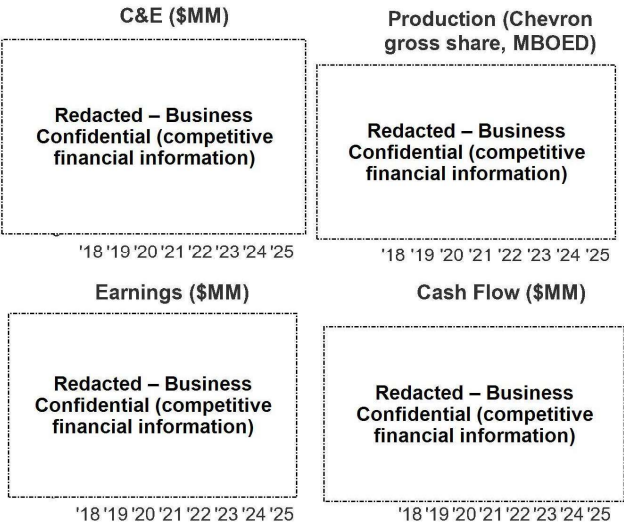 C&E ($MM)
Redacted – Business
Confidential (competitive
financial information)
'18 '19 '20 '21 '22 '23 '24 '25
Production (Chevron
gross share, MBOED)
Redacted – Business
Confidential (competitive
financial information)
'18 '19 '20 '21 '22 '23 '24 '25
Earnings ($MM)
Redacted – Business
Confidential (competitive
financial information)
'18 '19 '20 '21 '22 '23 '24 '25
Cash Flow ($MM)
Redacted – Business
Confidential (competitive
financial information)
'18 '19 '20 '21 '22 '23 '24 '25